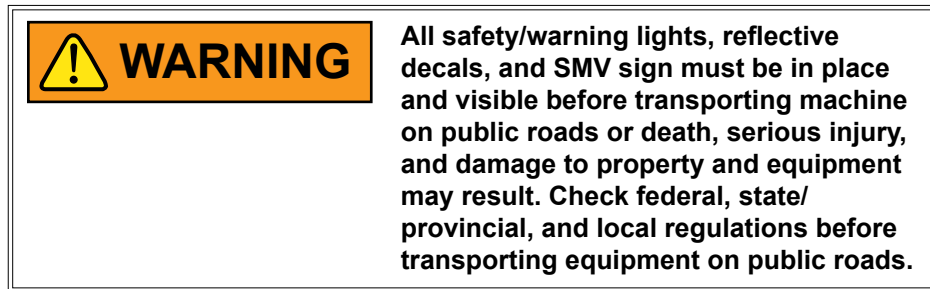 WARNING
All safety/warning lights, reflective
decals, and SMV sign must be in place
and visible before transporting machine
on public roads or death, serious injury,
and damage to property and equipment
may result. Check federal, state/
provincial, and local regulations before
transporting equipment on public roads.